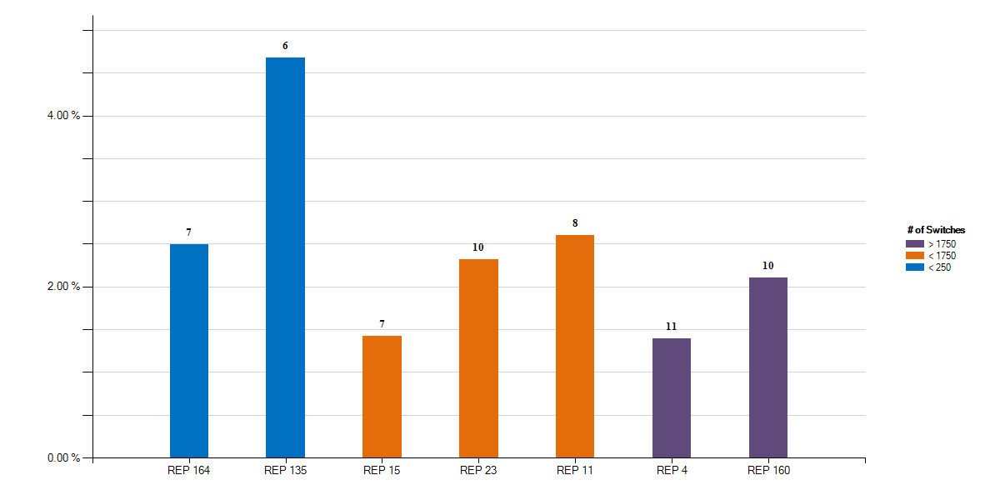 6
4.00 %
7
8
10
10
2.00 %
7
11
0.00 %
REP 164
REP 135
REP 15
REP 23
REP 11
REP 4
REP 160
# of Switches
> 1750
< 1750
< 250